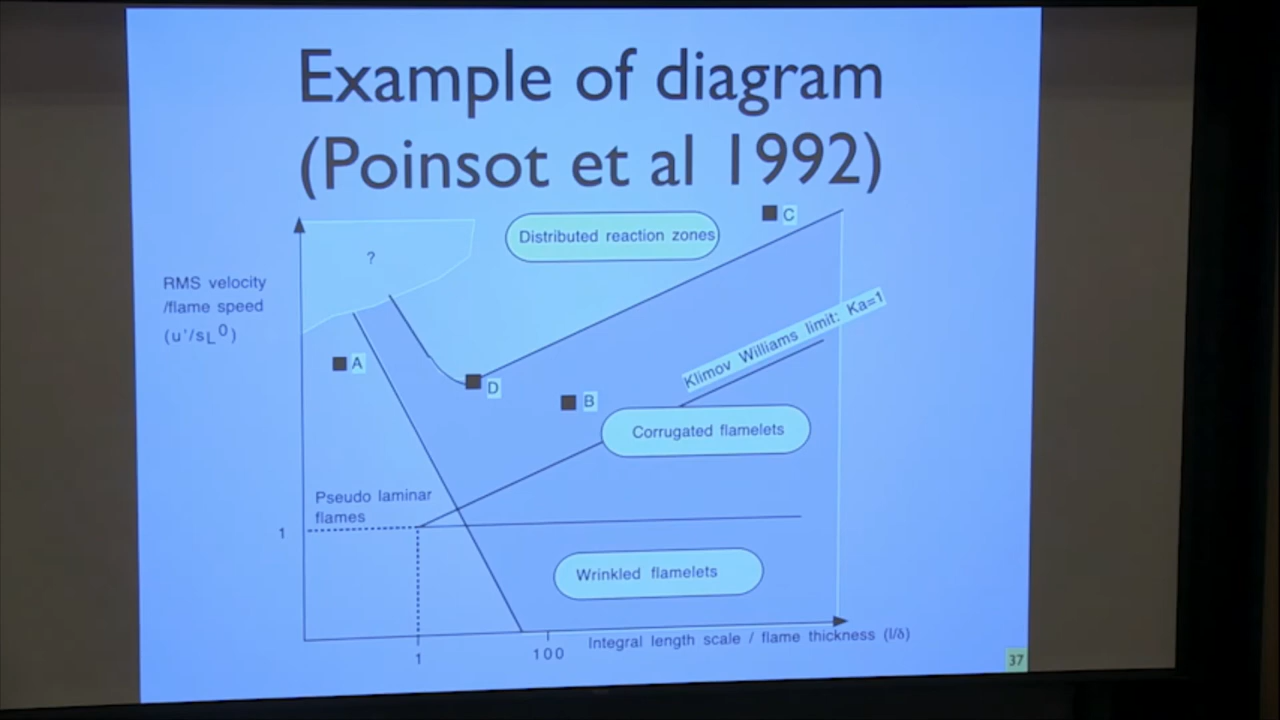 Example of diagram
(Poinsot et al 1992)
C
Distributed reaction zones
?
RMS velocity
/flame speed
(u'/sL0)
Klimov Williams limit: Ka=1
A
D
B
Corrugated flamelets
Pseudo laminar
flames
1
Wrinkled flamelets
Integral length scale / flame thickness (l/δ)
1
100
37